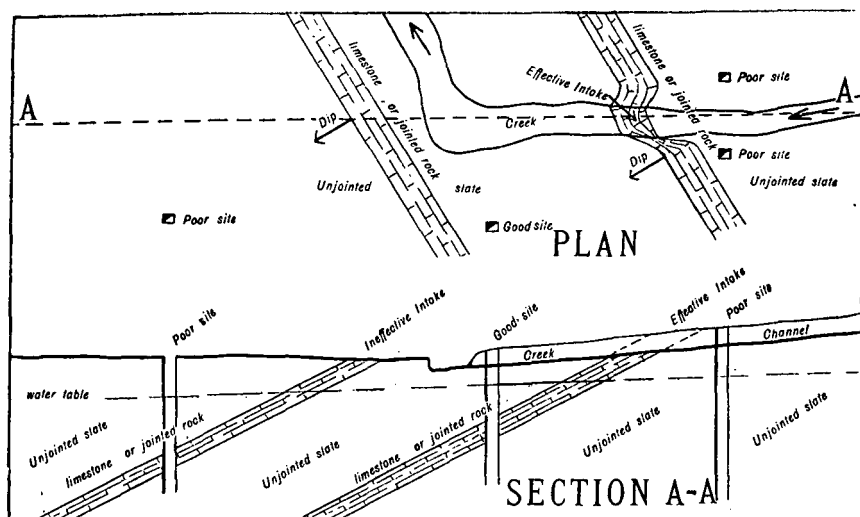 limestone or jointed rock
limestone or jointed rock
Effective Intake
Poor site
A
A
Creek
Dip
Poor site
Dip
Unjointed slate
Unjointed slate
Poor site
Good site
PLAN
Poor site
Ineffective Intake
Good site
Effective Intake
Poor site
Creek
Channel
water table
Unjointed slate
limestone or jointed rock
Unjointed slate
limestone or jointed rock
Unjointed slate
Unjointed slate
SECTION A-A